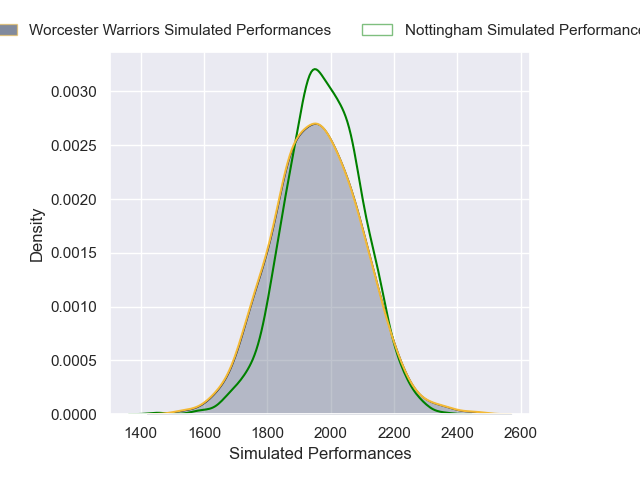 Worcester Warriors Simulated Performances
Nottingham Simulated Performanc
0.0030
0.0025
0.0020
0.0015
0.0010
0.0005
0.0000
Density
1400 1600 1800 2000 2200 2400 2600
Simulated Performances